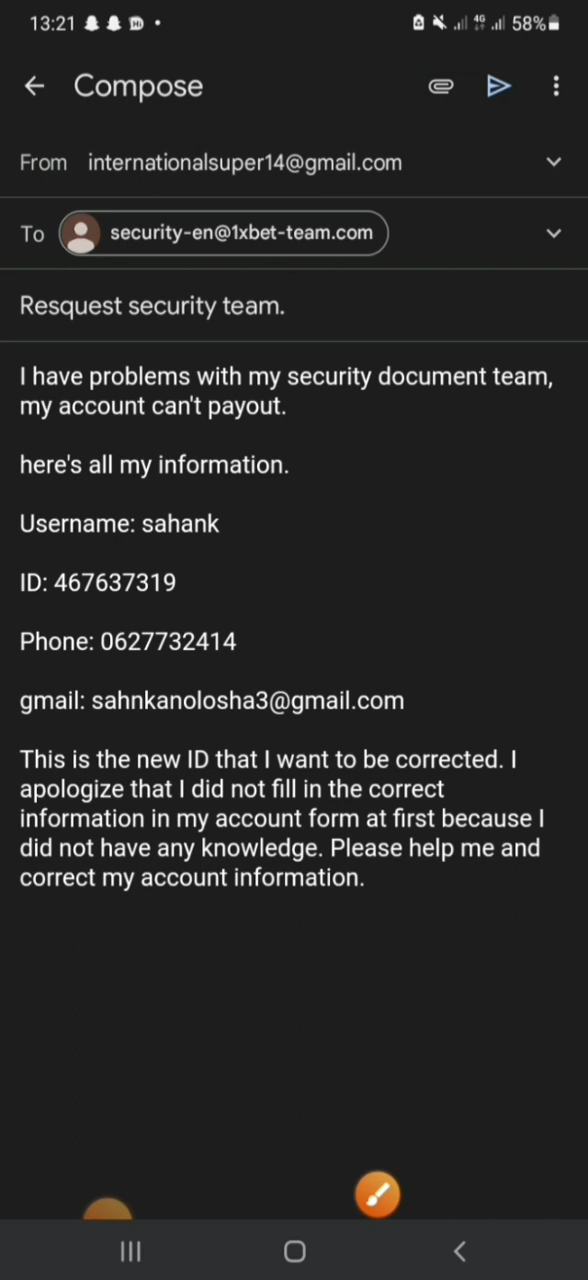 13:21
4G
58%
Compose
From internationalsuper14@gmail.com
To security-en@1xbet-team.com
Resquest security team.
I have problems with my security document team,
my account can't payout.
here's all my information.
Username: sahank
ID: 467637319
Phone: 0627732414
gmail: sahnkanolosha3@gmail.com
This is the new ID that I want to be corrected. I
apologize that I did not fill in the correct
information in my account form at first because I
did not have any knowledge. Please help me and
correct my account information.